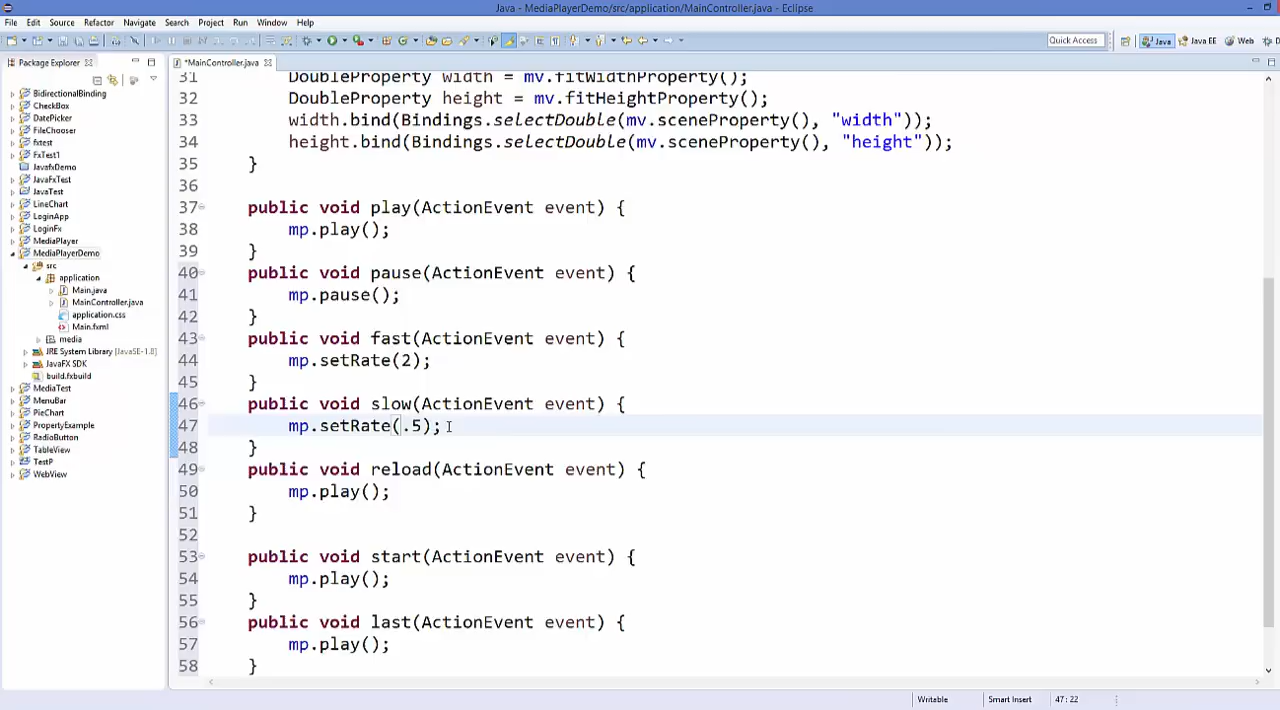 Java - MediaPlayerDemo/src/application/MainController.java - Eclipse
File Edit Source Refactor Navigate Search Project Run Window Help
Quick Access Java Java EE Web
Package Explorer
*MainController.java
BidirectionalBinding
CheckBox
DatePicker
FileChooser
fxtest
FxTest1
JavafxDemo
JavaFxTest
JavaTest
LineChart
LoginApp
LoginFx
MediaPlayer
MediaPlayerDemo
src
application
Main.java
MainController.java
application.css
Main.fxml
media
JRE System Library [JavaSE-1.8]
JavaFX SDK
build.fxbuild
MediaTest
MenuBar
PieChart
PropertyExample
RadioButton
TableView
TestP
WebView
31 DoubleProperty width = mv.fitWidthProperty();
32 DoubleProperty height = mv.fitHeightProperty();
33 width.bind(Bindings.selectDouble(mv.sceneProperty(), "width"));
34 height.bind(Bindings.selectDouble(mv.sceneProperty(), "height"));
35 }
36
37 public void play(ActionEvent event) {
38 mp.play();
39 }
40 public void pause(ActionEvent event) {
41 mp.pause();
42 }
43 public void fast(ActionEvent event) {
44 mp.setRate(2);
45 }
46 public void slow(ActionEvent event) {
47 mp.setRate(.5);
48 }
49 public void reload(ActionEvent event) {
50 mp.play();
51 }
52
53 public void start(ActionEvent event) {
54 mp.play();
55 }
56 public void last(ActionEvent event) {
57 mp.play();
58 }
Writable Smart Insert 47 : 22